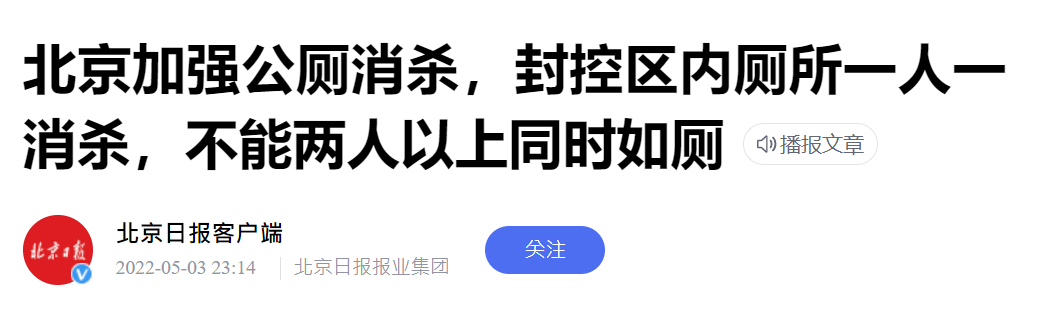 北京加强公厕消杀，封控区内厕所一人一
消杀，不能两人以上同时如厕
播报文章
北京日报
北京日报客户端
关注
2022-05-03 23:14
北京日报报业集团